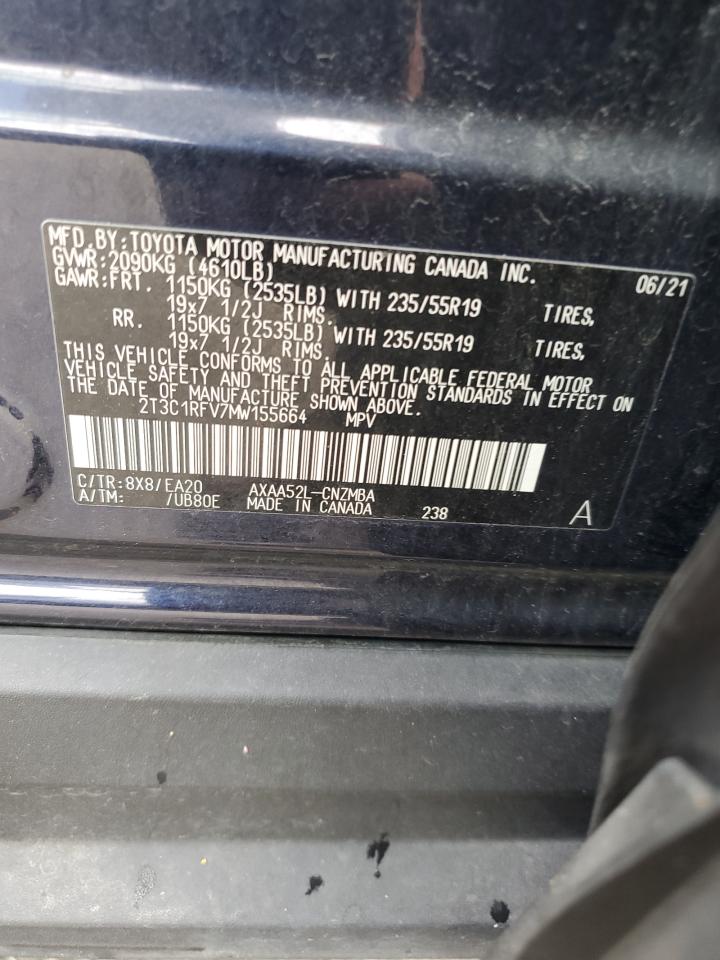 MFD. BY: TOYOTA MOTOR MANUFACTURING CANADA INC. 06/21
GVWR: 2090KG (4610LB)
GAWR: FRT. 1150KG (2535LB) WITH 235/55R19 TIRES,
19x7 1/2J RIMS.
RR. 1150KG (2535LB) WITH 235/55R19 TIRES,
19x7 1/2J RIMS.
THIS VEHICLE CONFORMS TO ALL APPLICABLE FEDERAL MOTOR
VEHICLE SAFETY AND THEFT PREVENTION STANDARDS IN EFFECT ON
THE DATE OF MANUFACTURE SHOWN ABOVE.
2T3C1RFV7MW155664 MPV
C/TR: 8X8/EA20 AXAA52L-CNZMBA
A/TM: /UB80E MADE IN CANADA 238 A